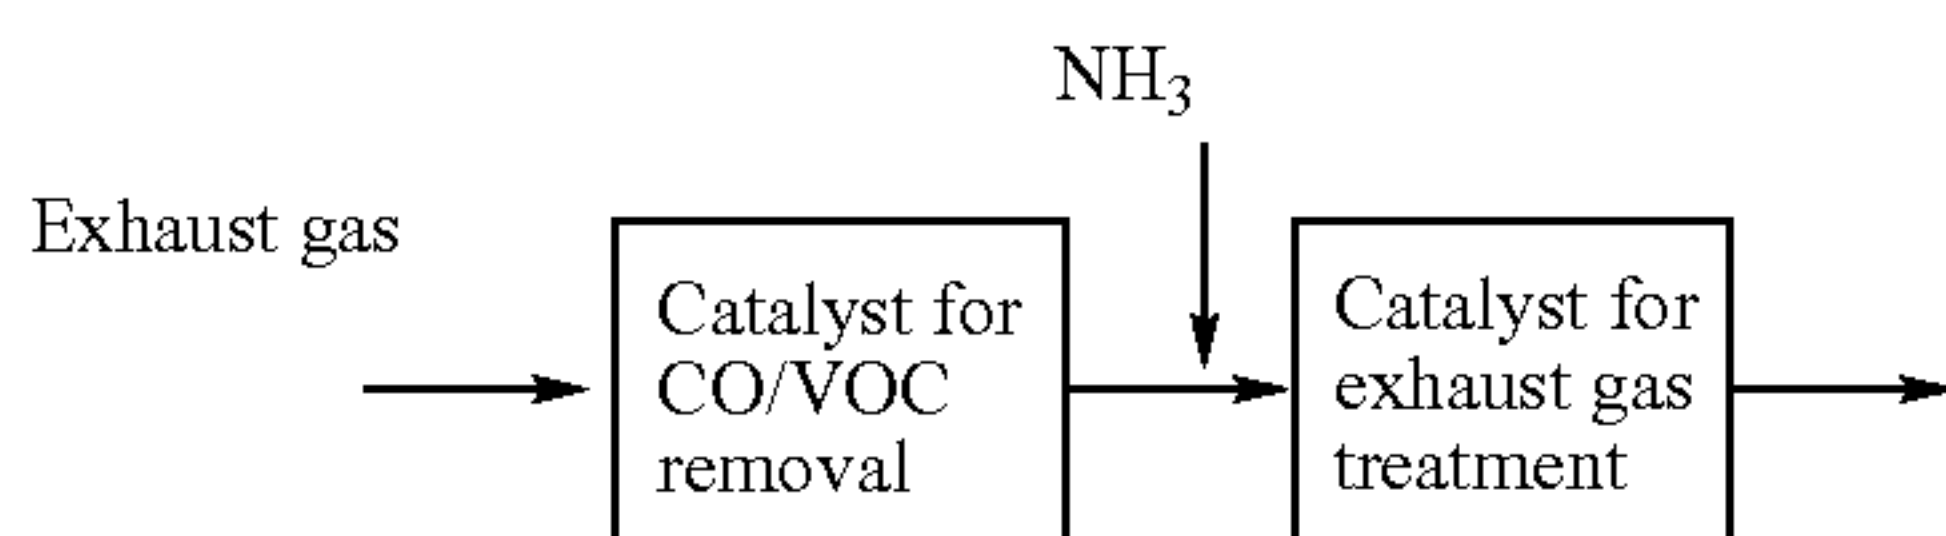 NH₃
Exhaust gas
Catalyst for
CO/VOC
removal
Catalyst for
exhaust gas
treatment